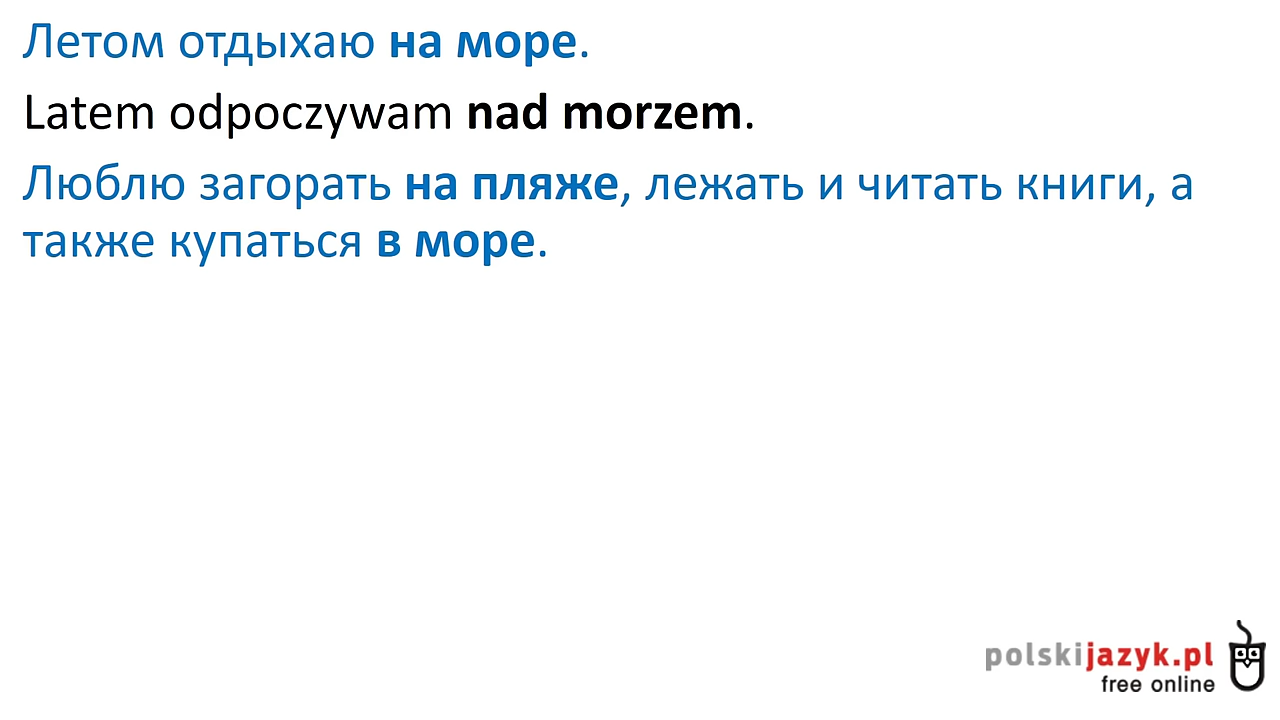 Летом отдыхаю на море.
Latem odpoczywam nad morzem.
Люблю загорать на пляже, лежать и читать книги, а
также купаться в море.
polskijazyk.pl
free online